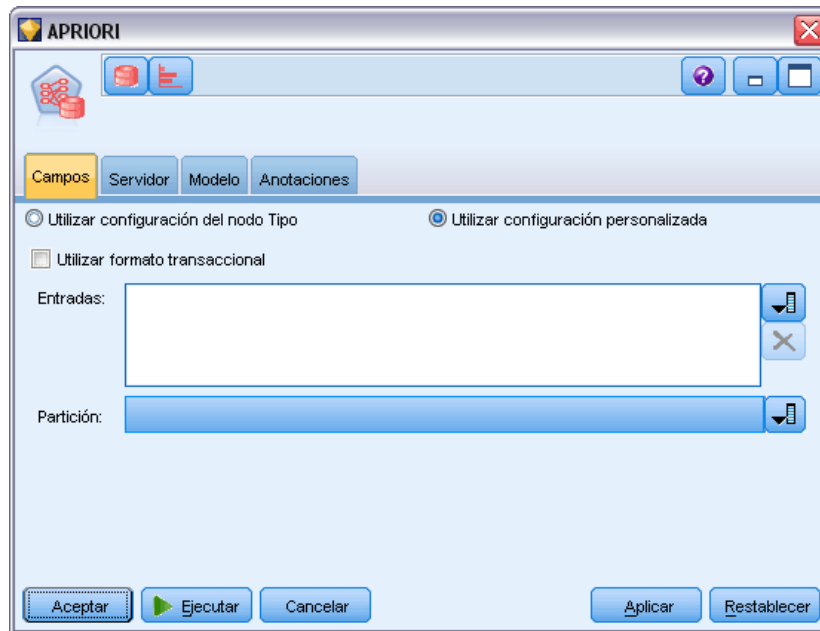 APRIORI
Campos Servidor Modelo Anotaciones
Utilizar configuración del nodo Tipo Utilizar configuración personalizada
Utilizar formato transaccional
Entradas:
Partición:
Aceptar Ejecutar Cancelar Aplicar Restablecer